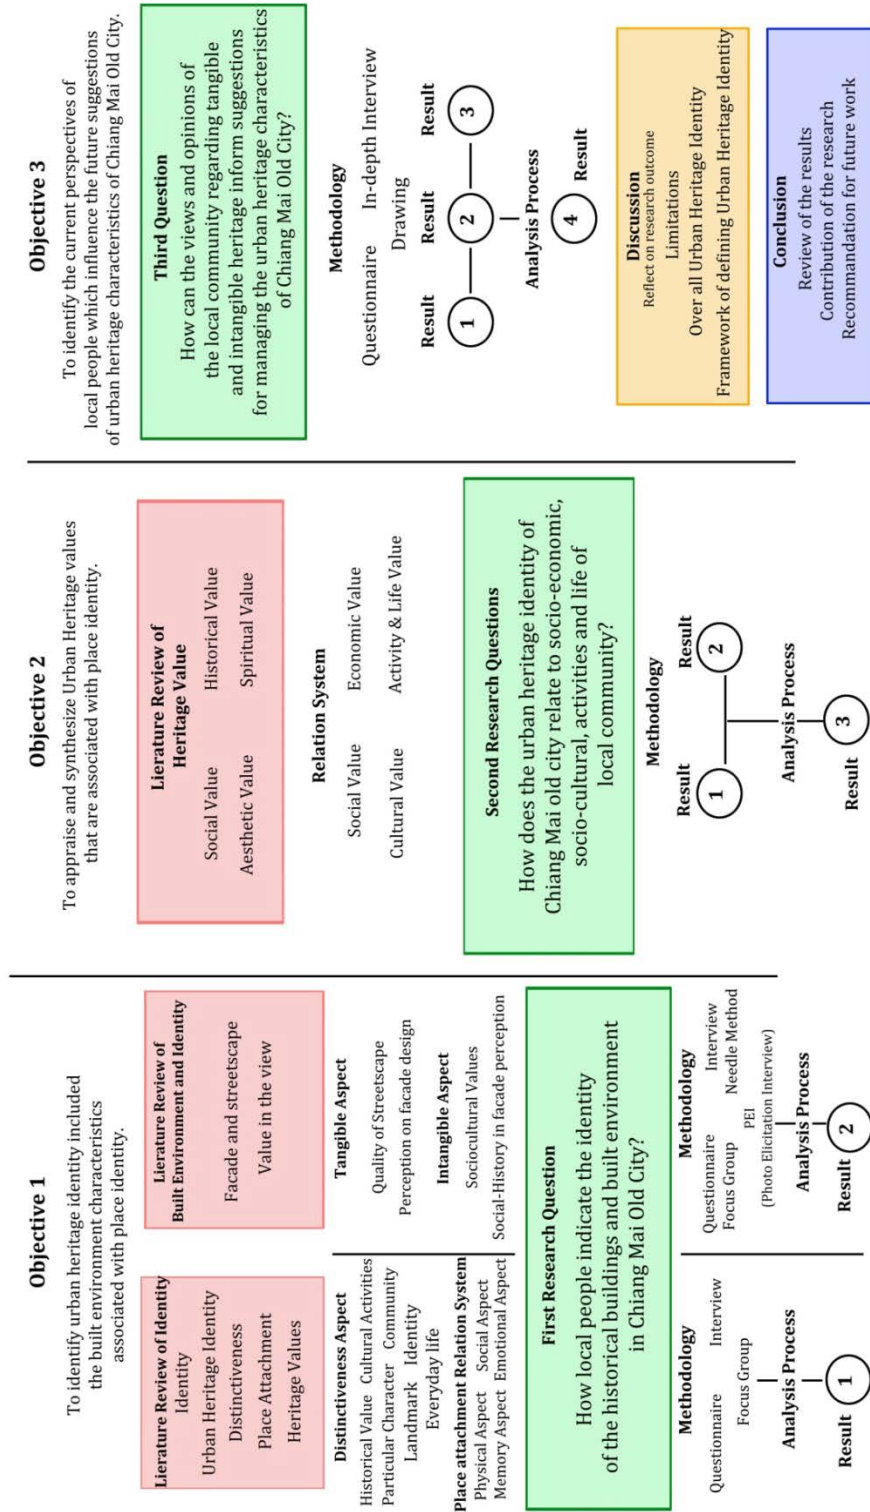 Objective 1
To identify urban heritage identity included
the built environment characteristics
associated with place identity.
Lierature Review of Identity
Identity
Urban Heritage Identity
Distinctiveness
Place Attachment
Heritage Values
Distinctiveness Aspect
Historical Value Cultural Activities
Particular Character Community
Landmark Identity
Everyday life
Place attachment Relation System
Physical Aspect Social Aspect
Memory Aspect Emotional Aspect
Lierature Review of
Built Environment and Identity
Facade and streetscape
Value in the view
Tangible Aspect
Quality of Streetscape
Perception on facade design
Intangible Aspect
Sociocultural Values
Social-History in facade perception
First Research Question
How local people indicate the identity
of the historical buildings and built environment
in Chiang Mai Old City?
Methodology
Questionnaire Interview
Focus Group
Analysis Process
Result 1
Methodology
Questionnaire Interview
Focus Group Needle Method
PEI
(Photo Elicitation Interview)
Analysis Process
Result 2
Objective 2
To appraise and synthesize Urban Heritage values
that are associated with place identity.
Lierature Review of
Heritage Value
Social Value Historical Value
Aesthetic Value Spiritual Value
Relation System
Social Value Economic Value
Cultural Value Activity & Life Value
Second Research Questions
How does the urban heritage identity of
Chiang Mai old city relate to socio-economic,
socio-cultural, activities and life of
local community?
Methodology
Result Result
1 2
Analysis Process
Result 3
Objective 3
To identify the current perspectives of
local people which influence the future suggestions
of urban heritage characteristics of Chiang Mai Old City.
Third Question
How can the views and opinions of
the local community regarding tangible
and intangible heritage inform suggestions
for managing the urban heritage characteristics
of Chiang Mai Old City?
Methodology
Questionnaire In-depth Interview
Drawing
Result Result Result
1 2 3
Analysis Process
4 Result
Discussion
Reflect on research outcome
Limitations
Over all Urban Heritage Identity
Framework of defining Urban Heritage Identity
Conclusion
Review of the results
Contribution of the research
Recommandation for future work